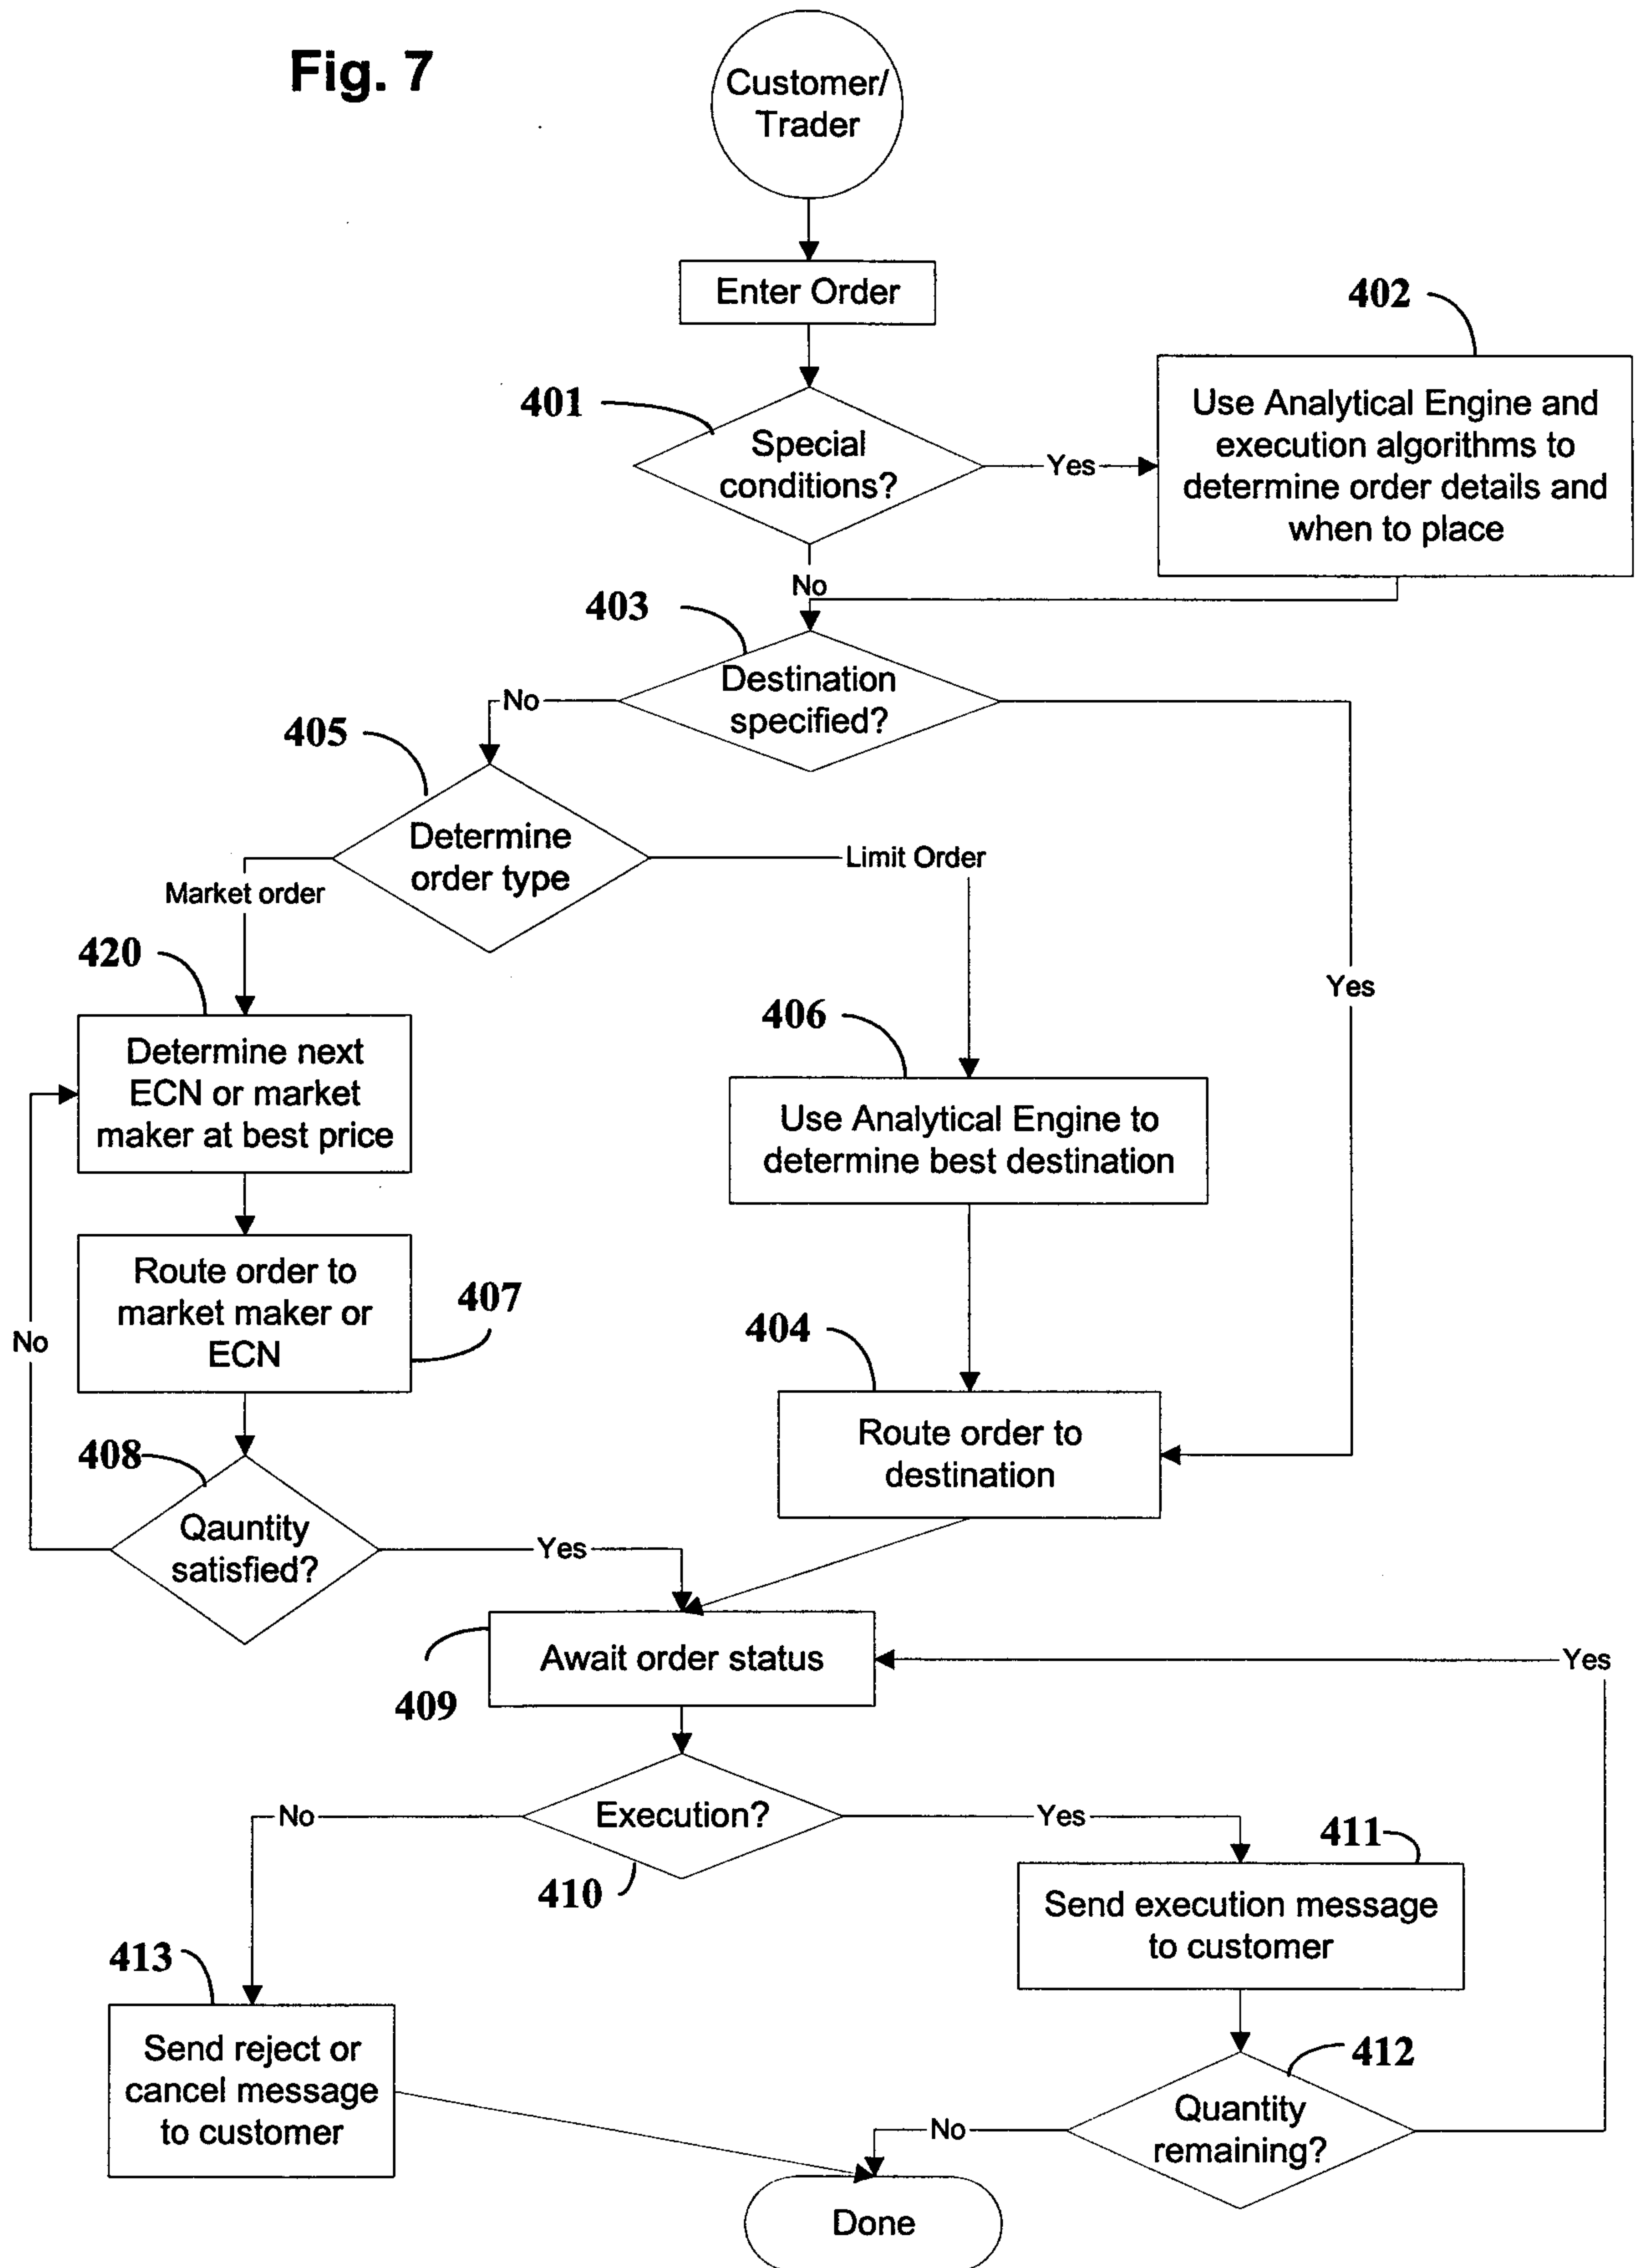 Fig. 7
Customer/
Trader
Enter Order
402
401
Special
conditions?
Yes
Use Analytical Engine and
execution algorithms to
determine order details and
when to place
No
403
Destination
specified?
No
405
Determine
order type
Limit Order
Market order
420
Yes
406
Determine next
ECN or market
maker at best price
Use Analytical Engine to
determine best destination
Route order to
market maker or
ECN
407
No
404
Route order to
destination
408
Qauntity
satisfied?
Yes
Await order status
Yes
409
Execution?
No
Yes
411
410
Send execution message
to customer
413
Send reject or
cancel message
to customer
412
Quantity
remaining?
No
Done